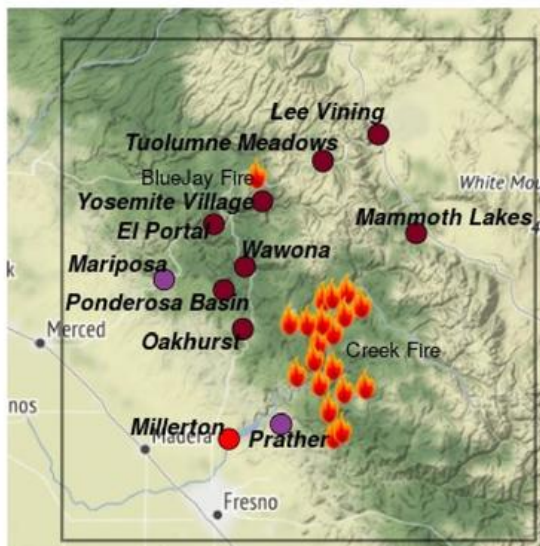 Lee Vining
Tuolumne Meadows
BlueJay Fire
White Mou
Yosemite Village
Mammoth Lakes
El Portal
4
Wawona
Mariposa
k
Ponderosa Basin
Merced
Oakhurst
Creek Fire
nos
Millerton
Madera
Prather
Fresno